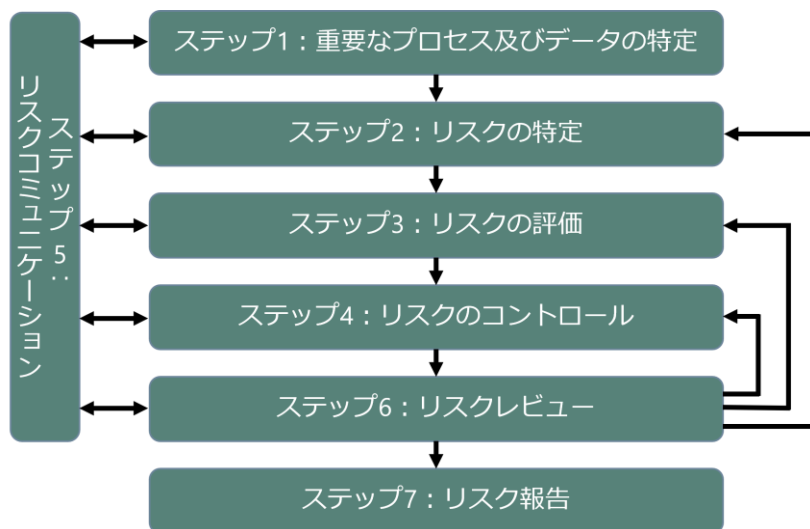 ステップ1：重要なプロセス及びデータの特定
ステップ2：リスクの特定
ステップ3：リスクの評価
ステップ4：リスクのコントロール
ステップ5：
リスクコミュニケーション
ステップ6：リスクレビュー
ステップ7：リスク報告